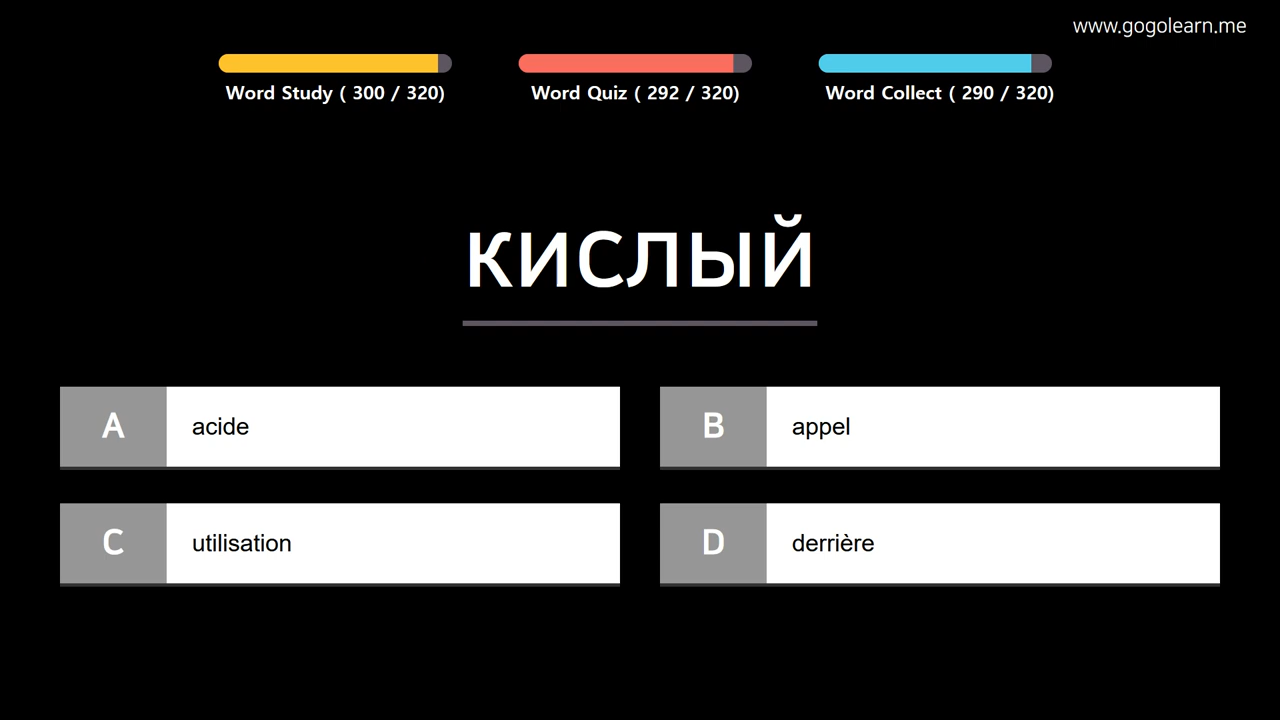 www.gogolearn.me
Word Study ( 300 / 320)
Word Quiz ( 292 / 320)
Word Collect ( 290 / 320)
кислый
A acide
B appel
C utilisation
D derrière